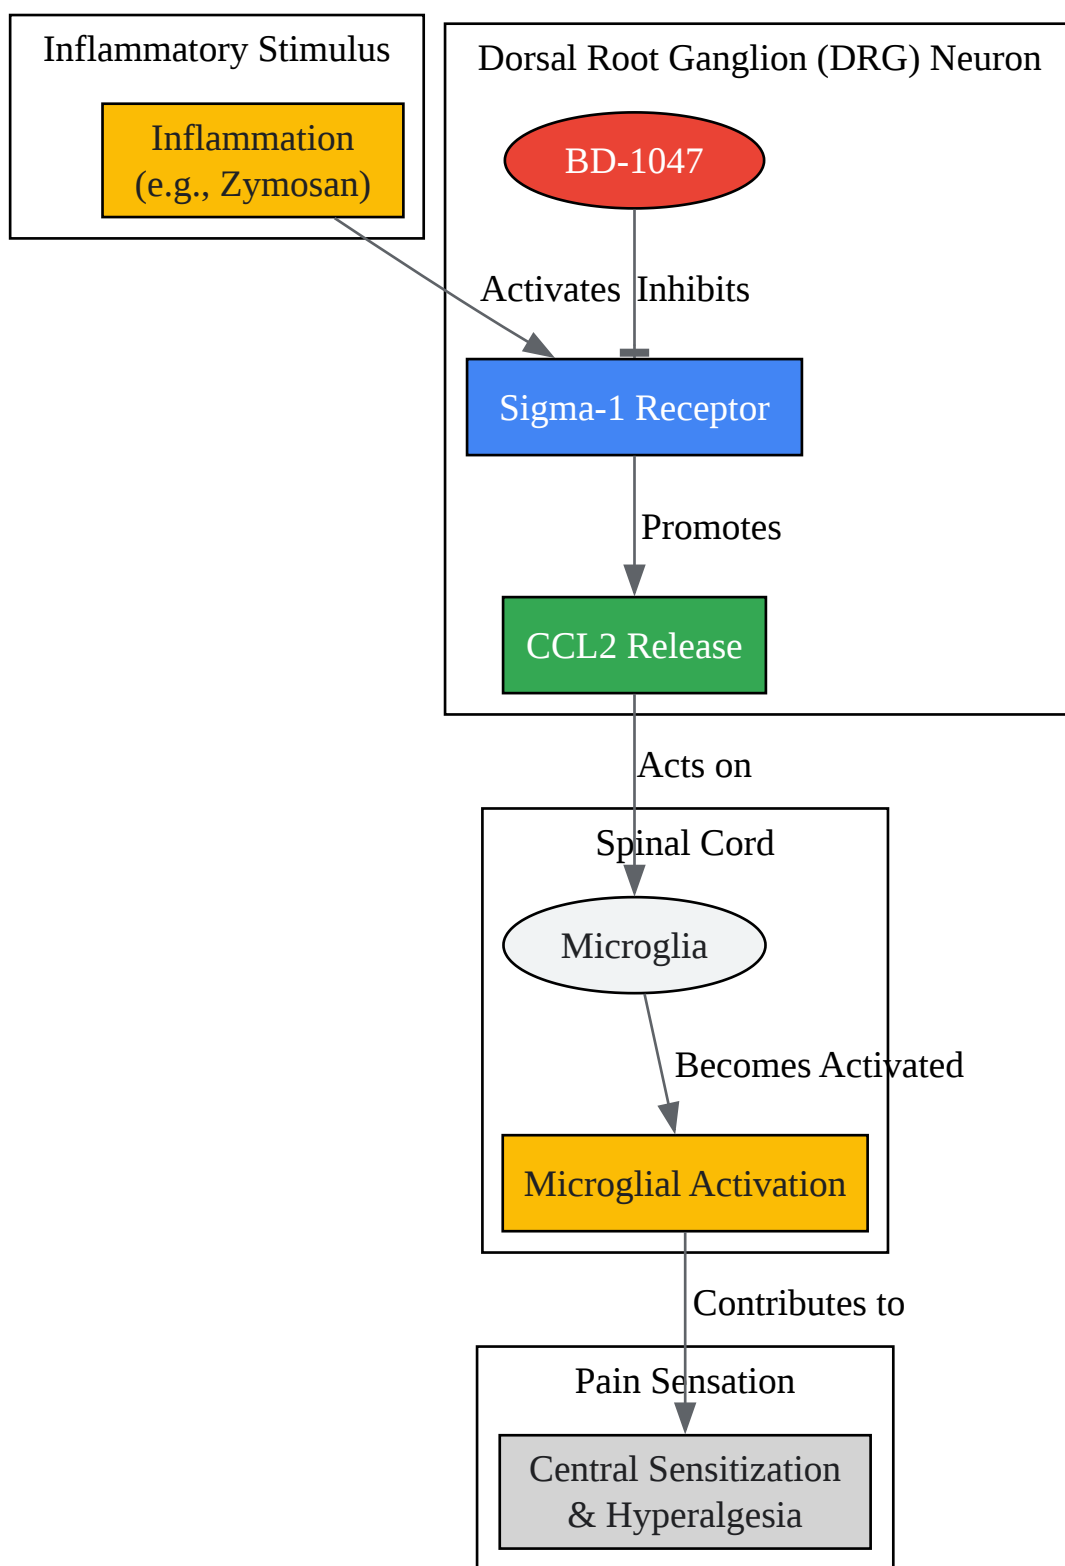 Inflammatory Stimulus
Inflammation
(e.g., Zymosan)
Dorsal Root Ganglion (DRG) Neuron
BD-1047
Activates
Inhibits
Sigma-1 Receptor
Promotes
CCL2 Release
Acts on
Spinal Cord
Microglia
Becomes Activated
Microglial Activation
Contributes to
Pain Sensation
Central Sensitization
& Hyperalgesia